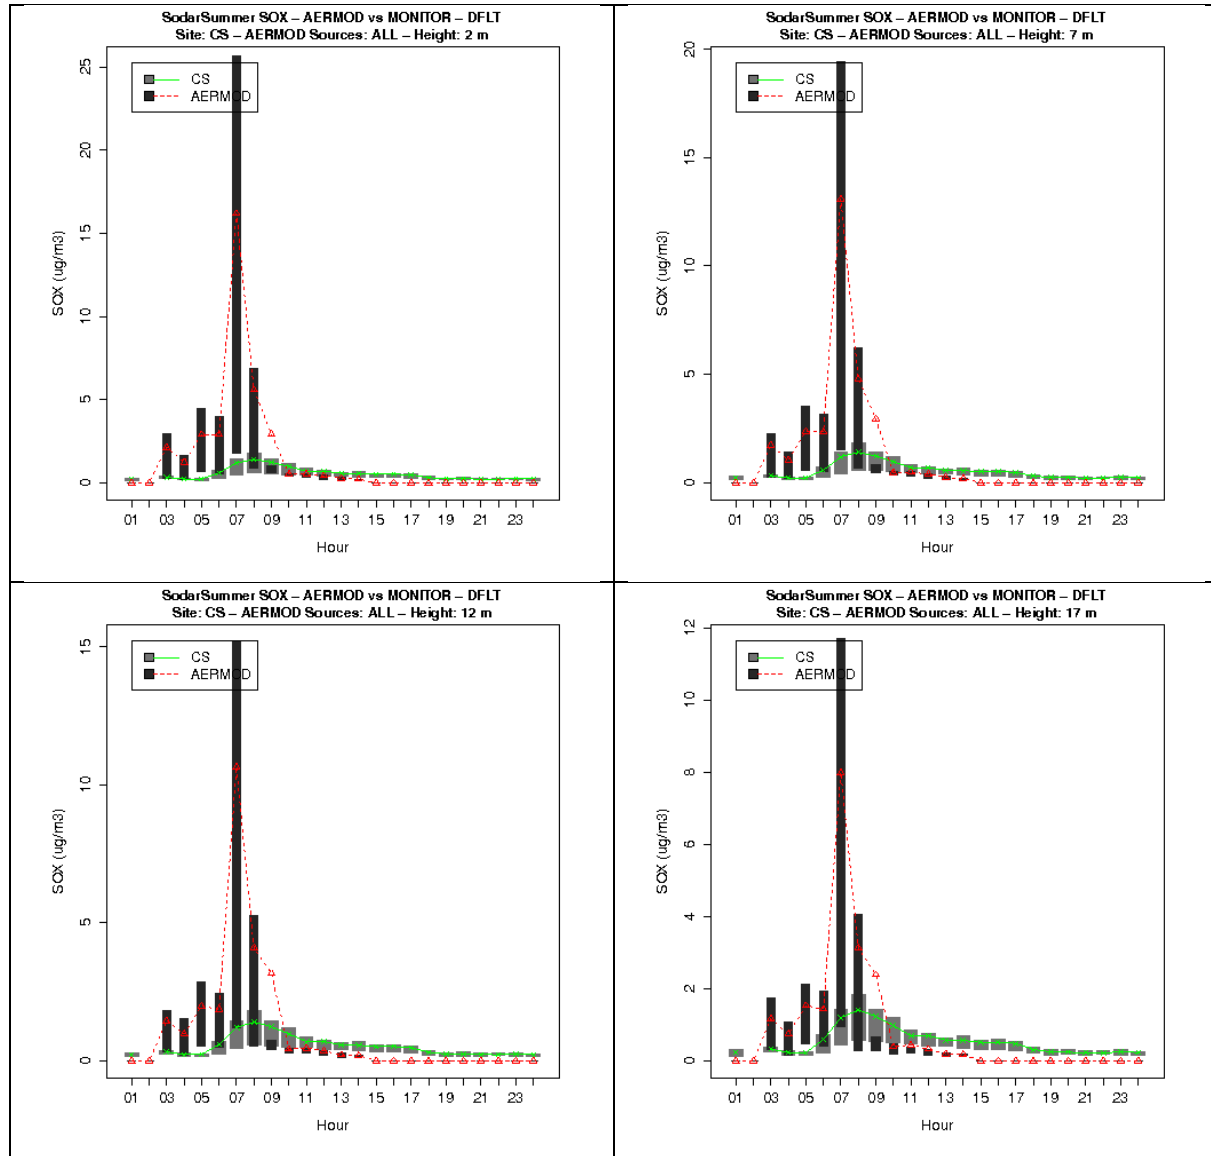 SodarSummer SOX – AERMOD vs MONITOR – DFLT
Site: CS – AERMOD Sources: ALL – Height: 2 m
CS
AERMOD
SOX (ug/m3)
25
20
15
10
5
0
01 03 05 07 09 11 13 15 17 19 21 23
Hour
SodarSummer SOX – AERMOD vs MONITOR – DFLT
Site: CS – AERMOD Sources: ALL – Height: 7 m
CS
AERMOD
SOX (ug/m3)
20
15
10
5
0
01 03 05 07 09 11 13 15 17 19 21 23
Hour
SodarSummer SOX – AERMOD vs MONITOR – DFLT
Site: CS – AERMOD Sources: ALL – Height: 12 m
CS
AERMOD
SOX (ug/m3)
15
10
5
0
01 03 05 07 09 11 13 15 17 19 21 23
Hour
SodarSummer SOX – AERMOD vs MONITOR – DFLT
Site: CS – AERMOD Sources: ALL – Height: 17 m
CS
AERMOD
SOX (ug/m3)
12
10
8
6
4
2
0
01 03 05 07 09 11 13 15 17 19 21 23
Hour